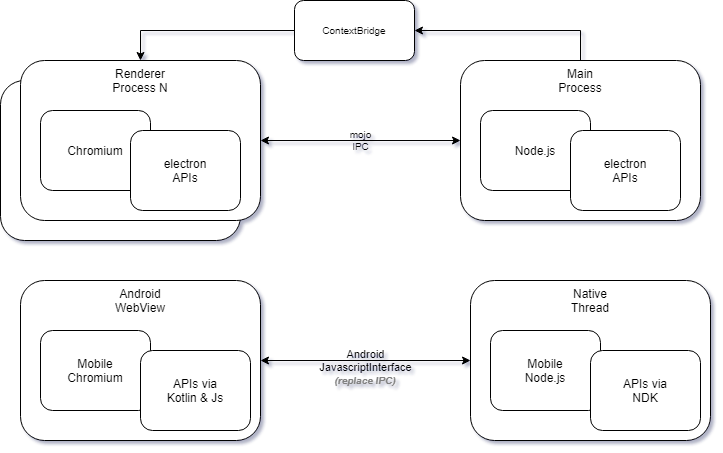 ContextBridge
Renderer
Process N
Chromium
electron
APIs
mojo
IPC
Main
Process
Node.js
electron
APIs
Android
WebView
Mobile
Chromium
APIs via
Kotlin & Js
Android
JavascriptInterface
(replace IPC)
Native
Thread
Mobile
Node.js
APIs via
NDK